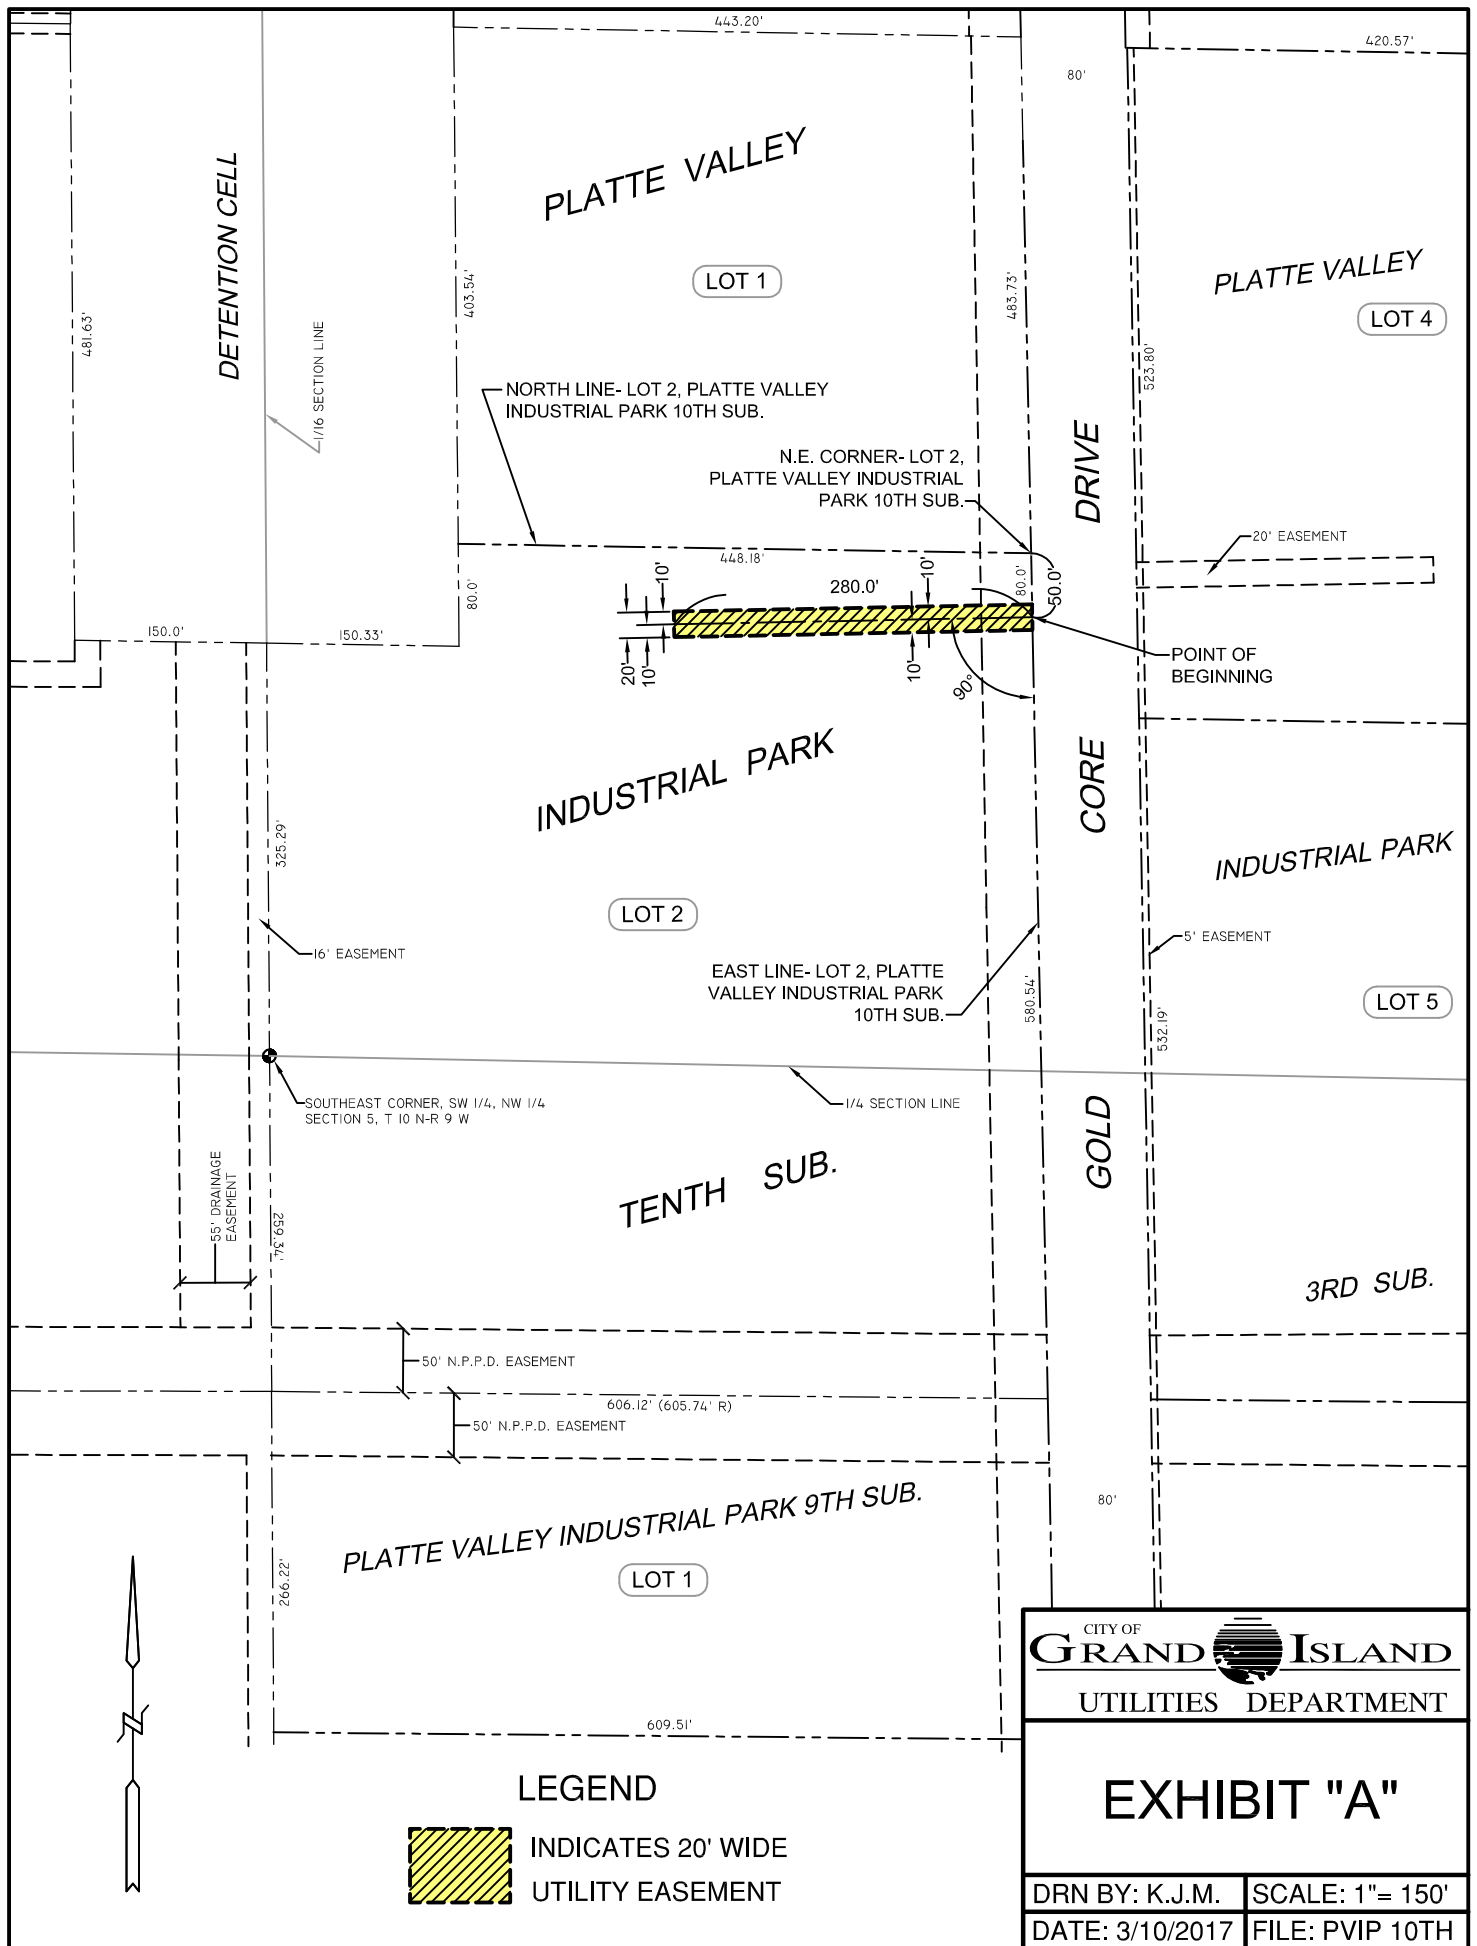 443.20'
420.57'
80'
PLATTE VALLEY
DETENTION CELL
LOT 1
PLATTE VALLEY
LOT 4
481.63'
403.54'
483.73'
523.80'
1/16 SECTION LINE
NORTH LINE- LOT 2, PLATTE VALLEY
INDUSTRIAL PARK 10TH SUB.
N.E. CORNER- LOT 2,
PLATTE VALLEY INDUSTRIAL
PARK 10TH SUB.
DRIVE
20' EASEMENT
448.18'
80.0'
10'
280.0'
10'
80.0'
50.0'
150.0'
150.33'
20'
10'
10'
90°
POINT OF
BEGINNING
INDUSTRIAL PARK
CORE
325.29'
INDUSTRIAL PARK
LOT 2
16' EASEMENT
5' EASEMENT
EAST LINE- LOT 2, PLATTE
VALLEY INDUSTRIAL PARK
10TH SUB.
580.54'
LOT 5
532.19'
SOUTHEAST CORNER, SW 1/4, NW 1/4
SECTION 5, T 10 N-R 9 W
1/4 SECTION LINE
GOLD
TENTH SUB.
55' DRAINAGE
EASEMENT
259.34'
3RD SUB.
50' N.P.P.D. EASEMENT
606.12' (605.74' R)
50' N.P.P.D. EASEMENT
80'
PLATTE VALLEY INDUSTRIAL PARK 9TH SUB.
LOT 1
266.22'
609.51'
CITY OF
GRAND ISLAND
UTILITIES DEPARTMENT
EXHIBIT "A"
LEGEND
INDICATES 20' WIDE
UTILITY EASEMENT
DRN BY: K.J.M.
SCALE: 1"= 150'
DATE: 3/10/2017
FILE: PVIP 10TH